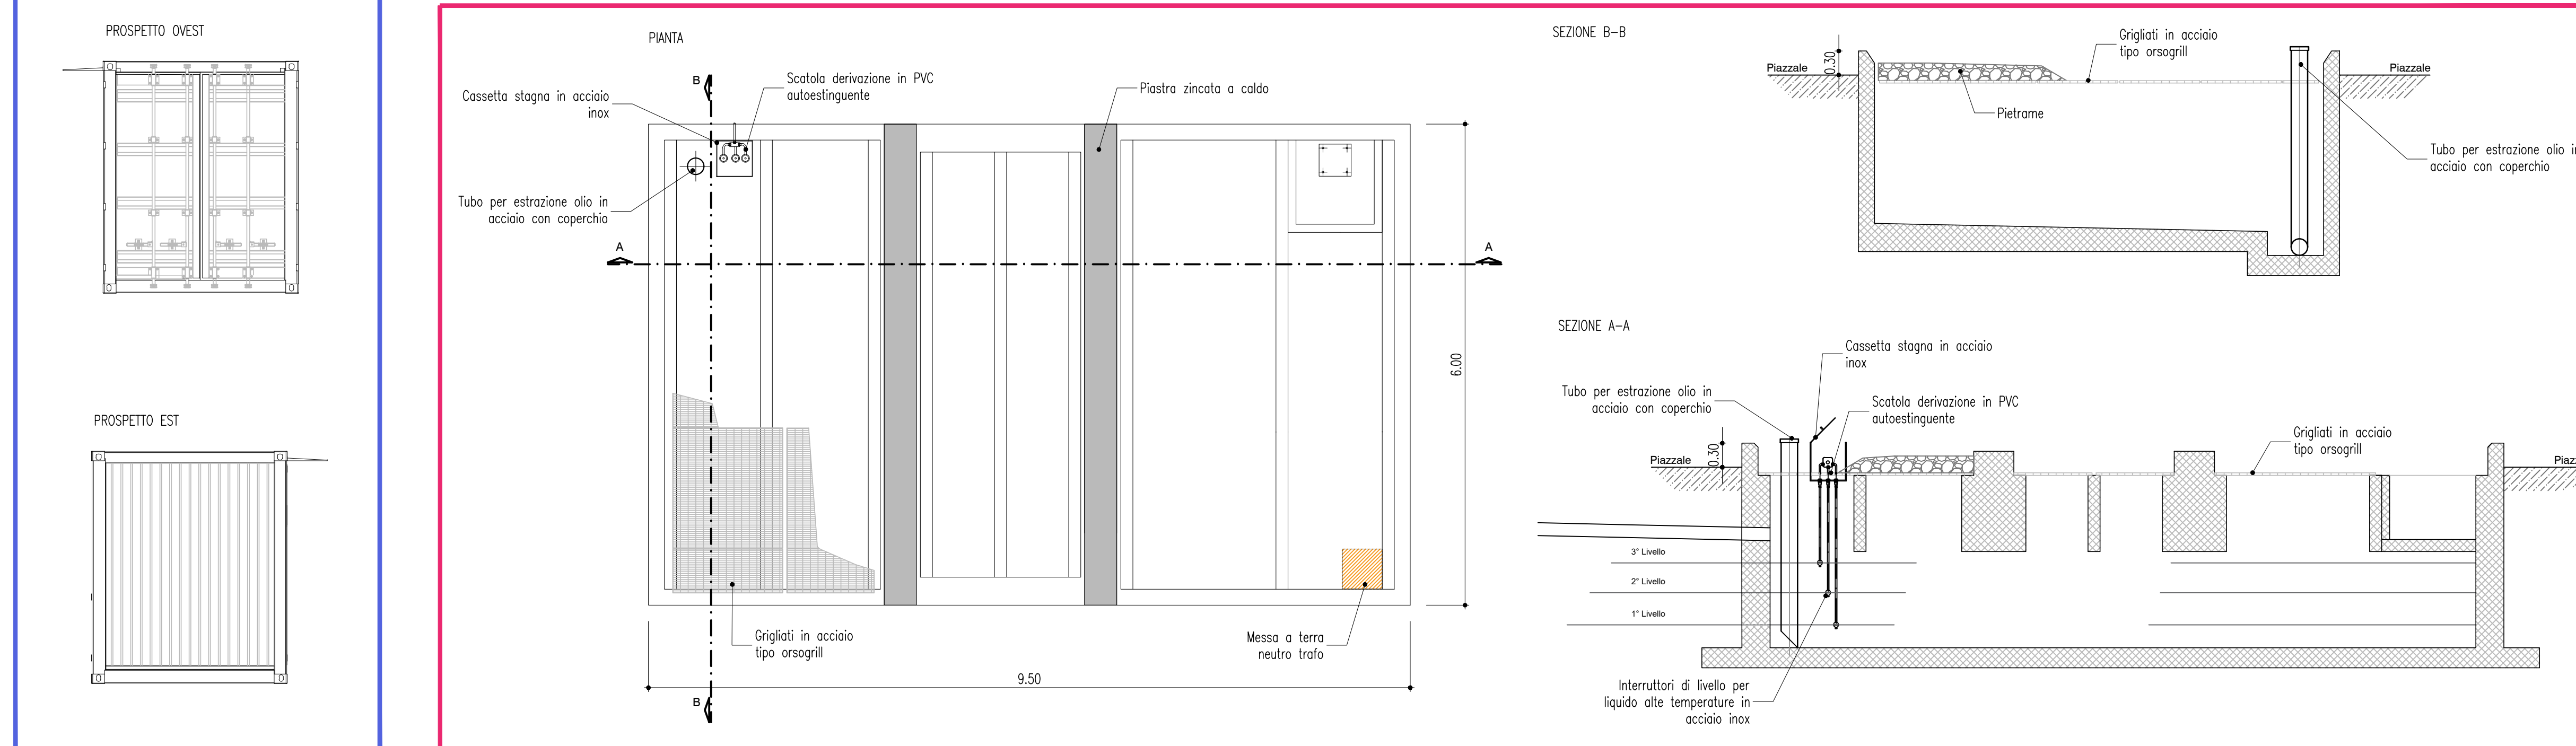 PROSPETTO OVEST
PROSPETTO EST
PIANTA
B
Scatola derivazione in PVC
autoestinguente
Cassetta stagna in acciaio
inox
Piastra zincata a caldo
Tubo per estrazione olio in
acciaio con coperchio
A
A
6.00
Grigliati in acciaio
tipo orsogrill
Messa a terra
neutro trafo
9.50
B
SEZIONE B-B
Grigliati in acciaio
tipo orsogrill
0.30
Piazzale
Piazzale
Pietrame
Tubo per estrazione olio in
acciaio con coperchio
SEZIONE A-A
Cassetta stagna in acciaio
inox
Tubo per estrazione olio in
acciaio con coperchio
Scatola derivazione in PVC
autoestinguente
Grigliati in acciaio
tipo orsogrill
0.30
Piazzale
Piaz
3° Livello
2° Livello
1° Livello
Interruttori di livello per
liquido alte temperature in
acciaio inox